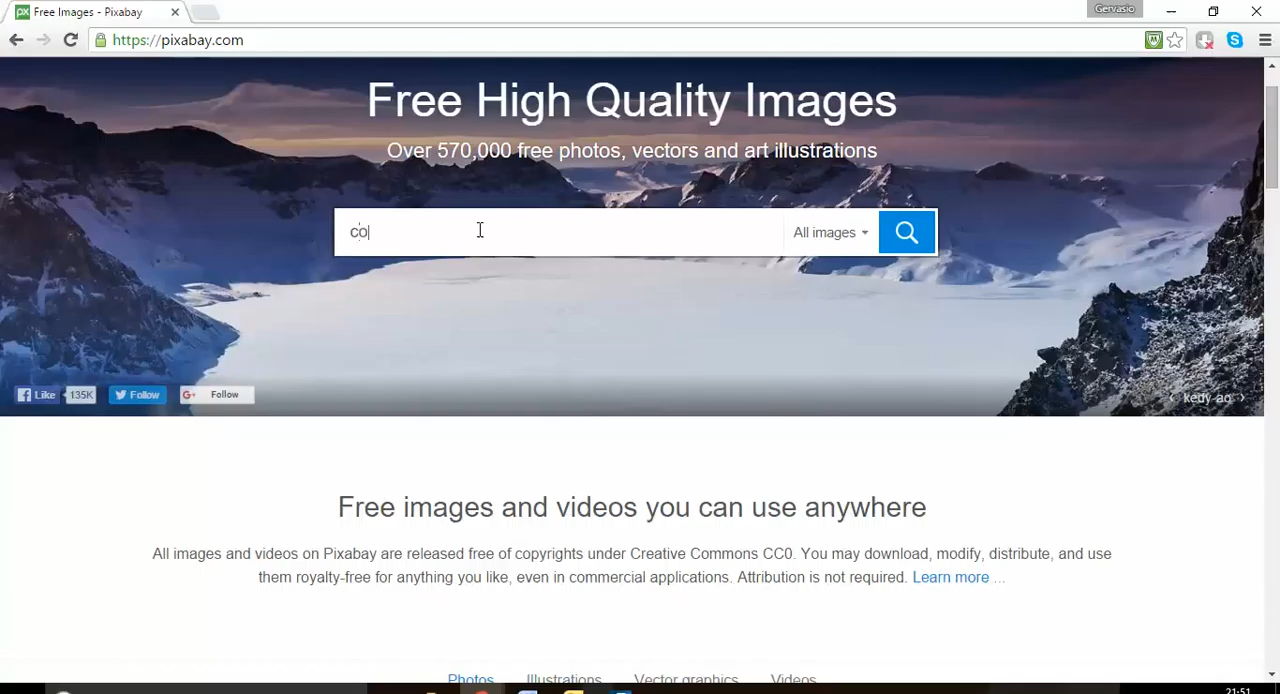 Free Images - Pixabay
Gervasio
https://pixabay.com
Free High Quality Images
Over 570,000 free photos, vectors and art illustrations
co
All images
Like 135K Follow Follow
‹ kedy-ao ›
Free images and videos you can use anywhere
All images and videos on Pixabay are released free of copyrights under Creative Commons CC0. You may download, modify, distribute, and use
them royalty-free for anything you like, even in commercial applications. Attribution is not required. Learn more ...
Photos Illustrations Vector graphics Videos
21:51